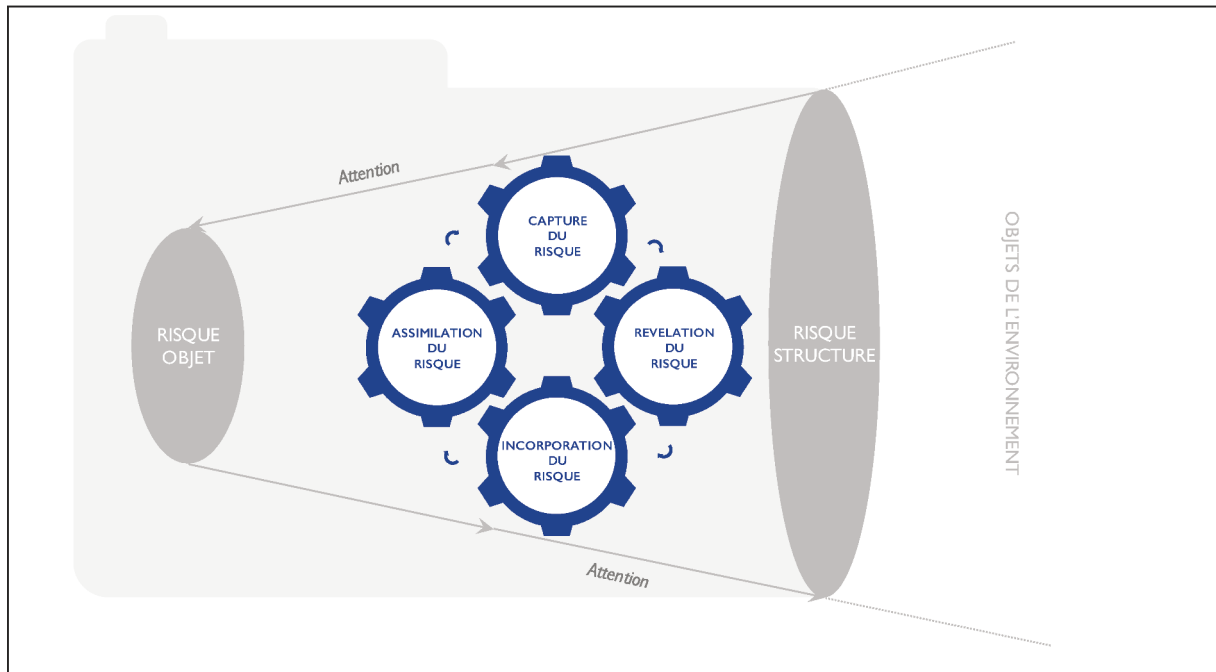 Attention
CAPTURE
DU
RISQUE
RISQUE
OBJET
ASSIMILATION
DU
RISQUE
REVELATION
DU
RISQUE
RISQUE
STRUCTURE
OBJETS DE L'ENVIRONNEMENT
INCORPORATION
DU
RISQUE
Attention